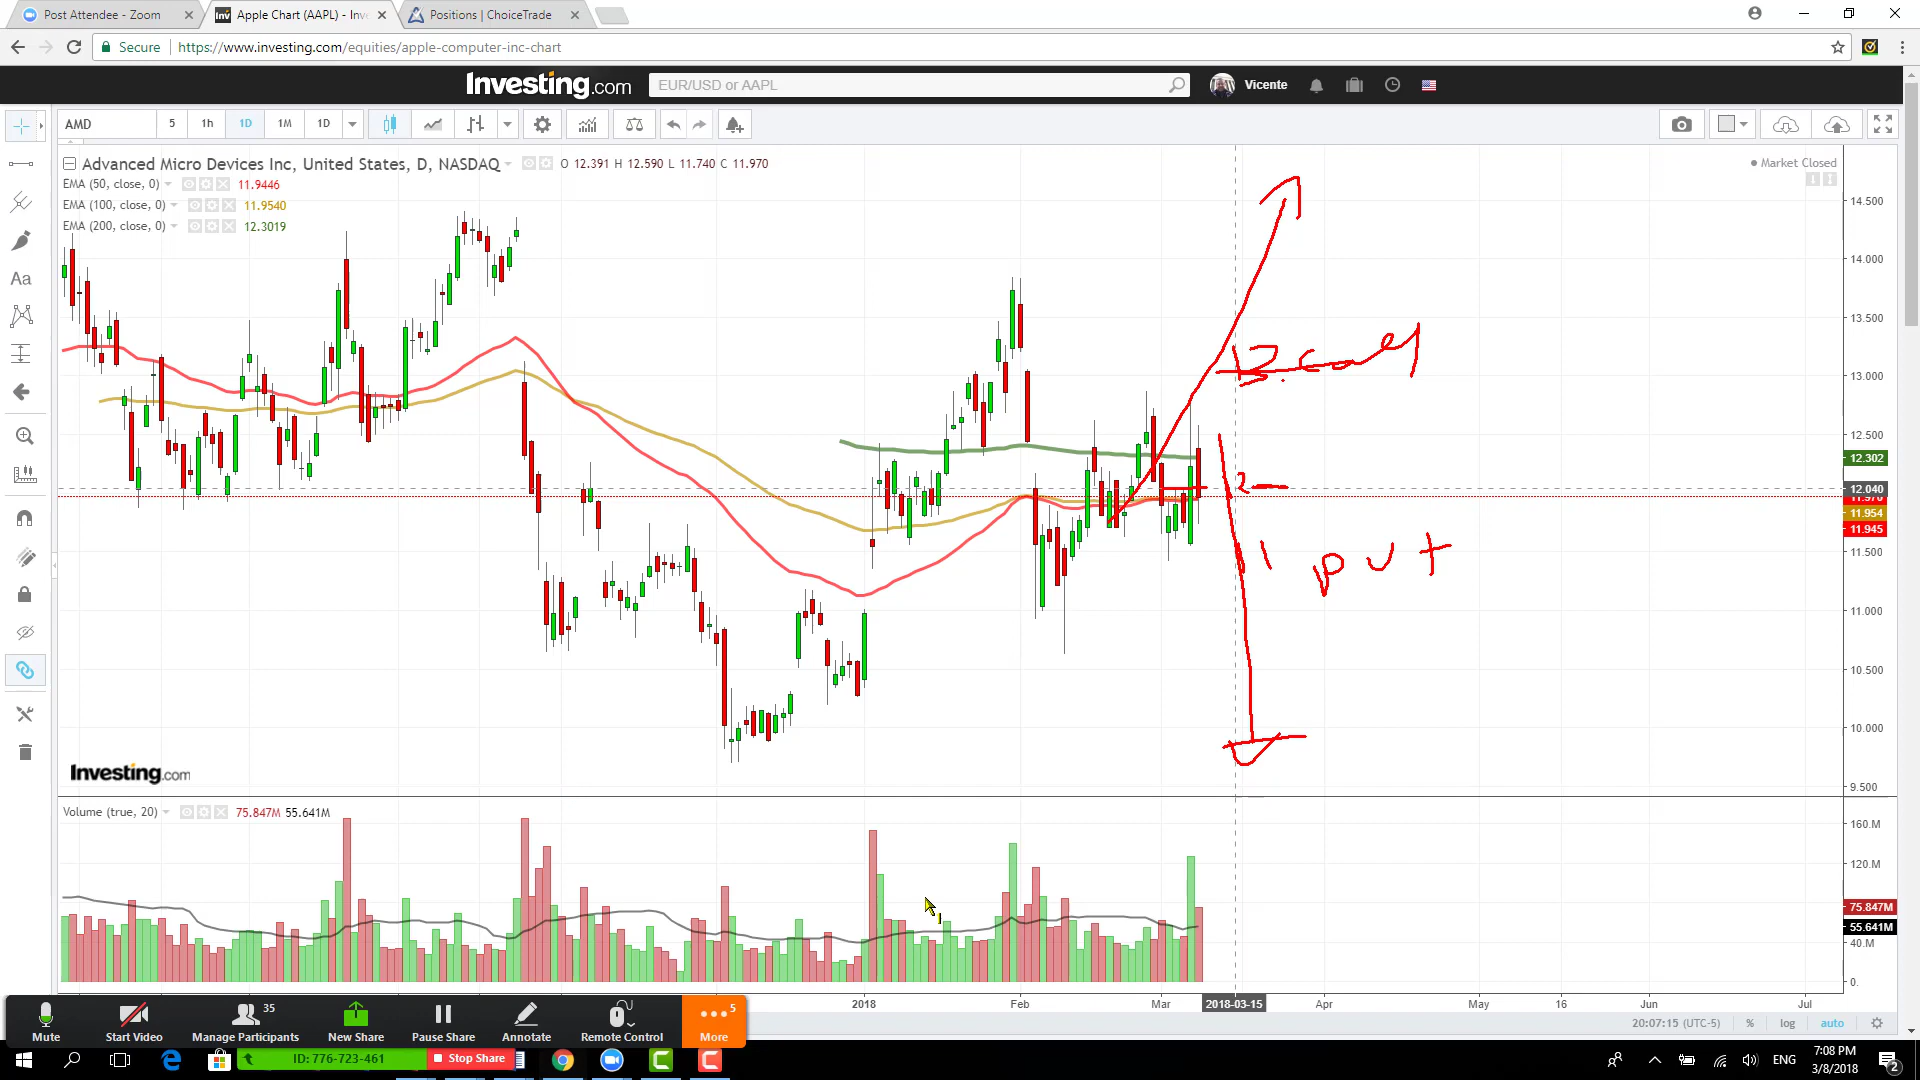 Post Attendee - Zoom
Apple Chart (AAPL) - Inv
Positions | ChoiceTrade
Secure
https://www.investing.com/equities/apple-computer-inc-chart
Investing.com
EUR/USD or AAPL
Vicente
AMD
5
1h
1D
1M
1D
Advanced Micro Devices Inc, United States, D, NASDAQ
O 12.391 H 12.590 L 11.740 C 11.970
Market Closed
EMA (50, close, 0) 11.9446
EMA (100, close, 0) 11.9540
EMA (200, close, 0) 12.3019
Aa
14.500
14.000
13.500
13.000
12.500
12.302
12.040
11.970
11.954
11.945
11.500
11.000
10.500
10.000
9.500
put
Investing.com
Volume (true, 20) 75.847M 55.641M
160.M
120.M
75.847M
55.641M
40.M
0.
2018
Feb
Mar
2018-03-15
Apr
May
16
Jun
Jul
20:07:15 (UTC-5)
%
log
auto
Mute
Start Video
35
Manage Participants
New Share
Pause Share
Annotate
Remote Control
5
More
ID: 776-723-461
Stop Share
ENG
7:08 PM
3/8/2018
2